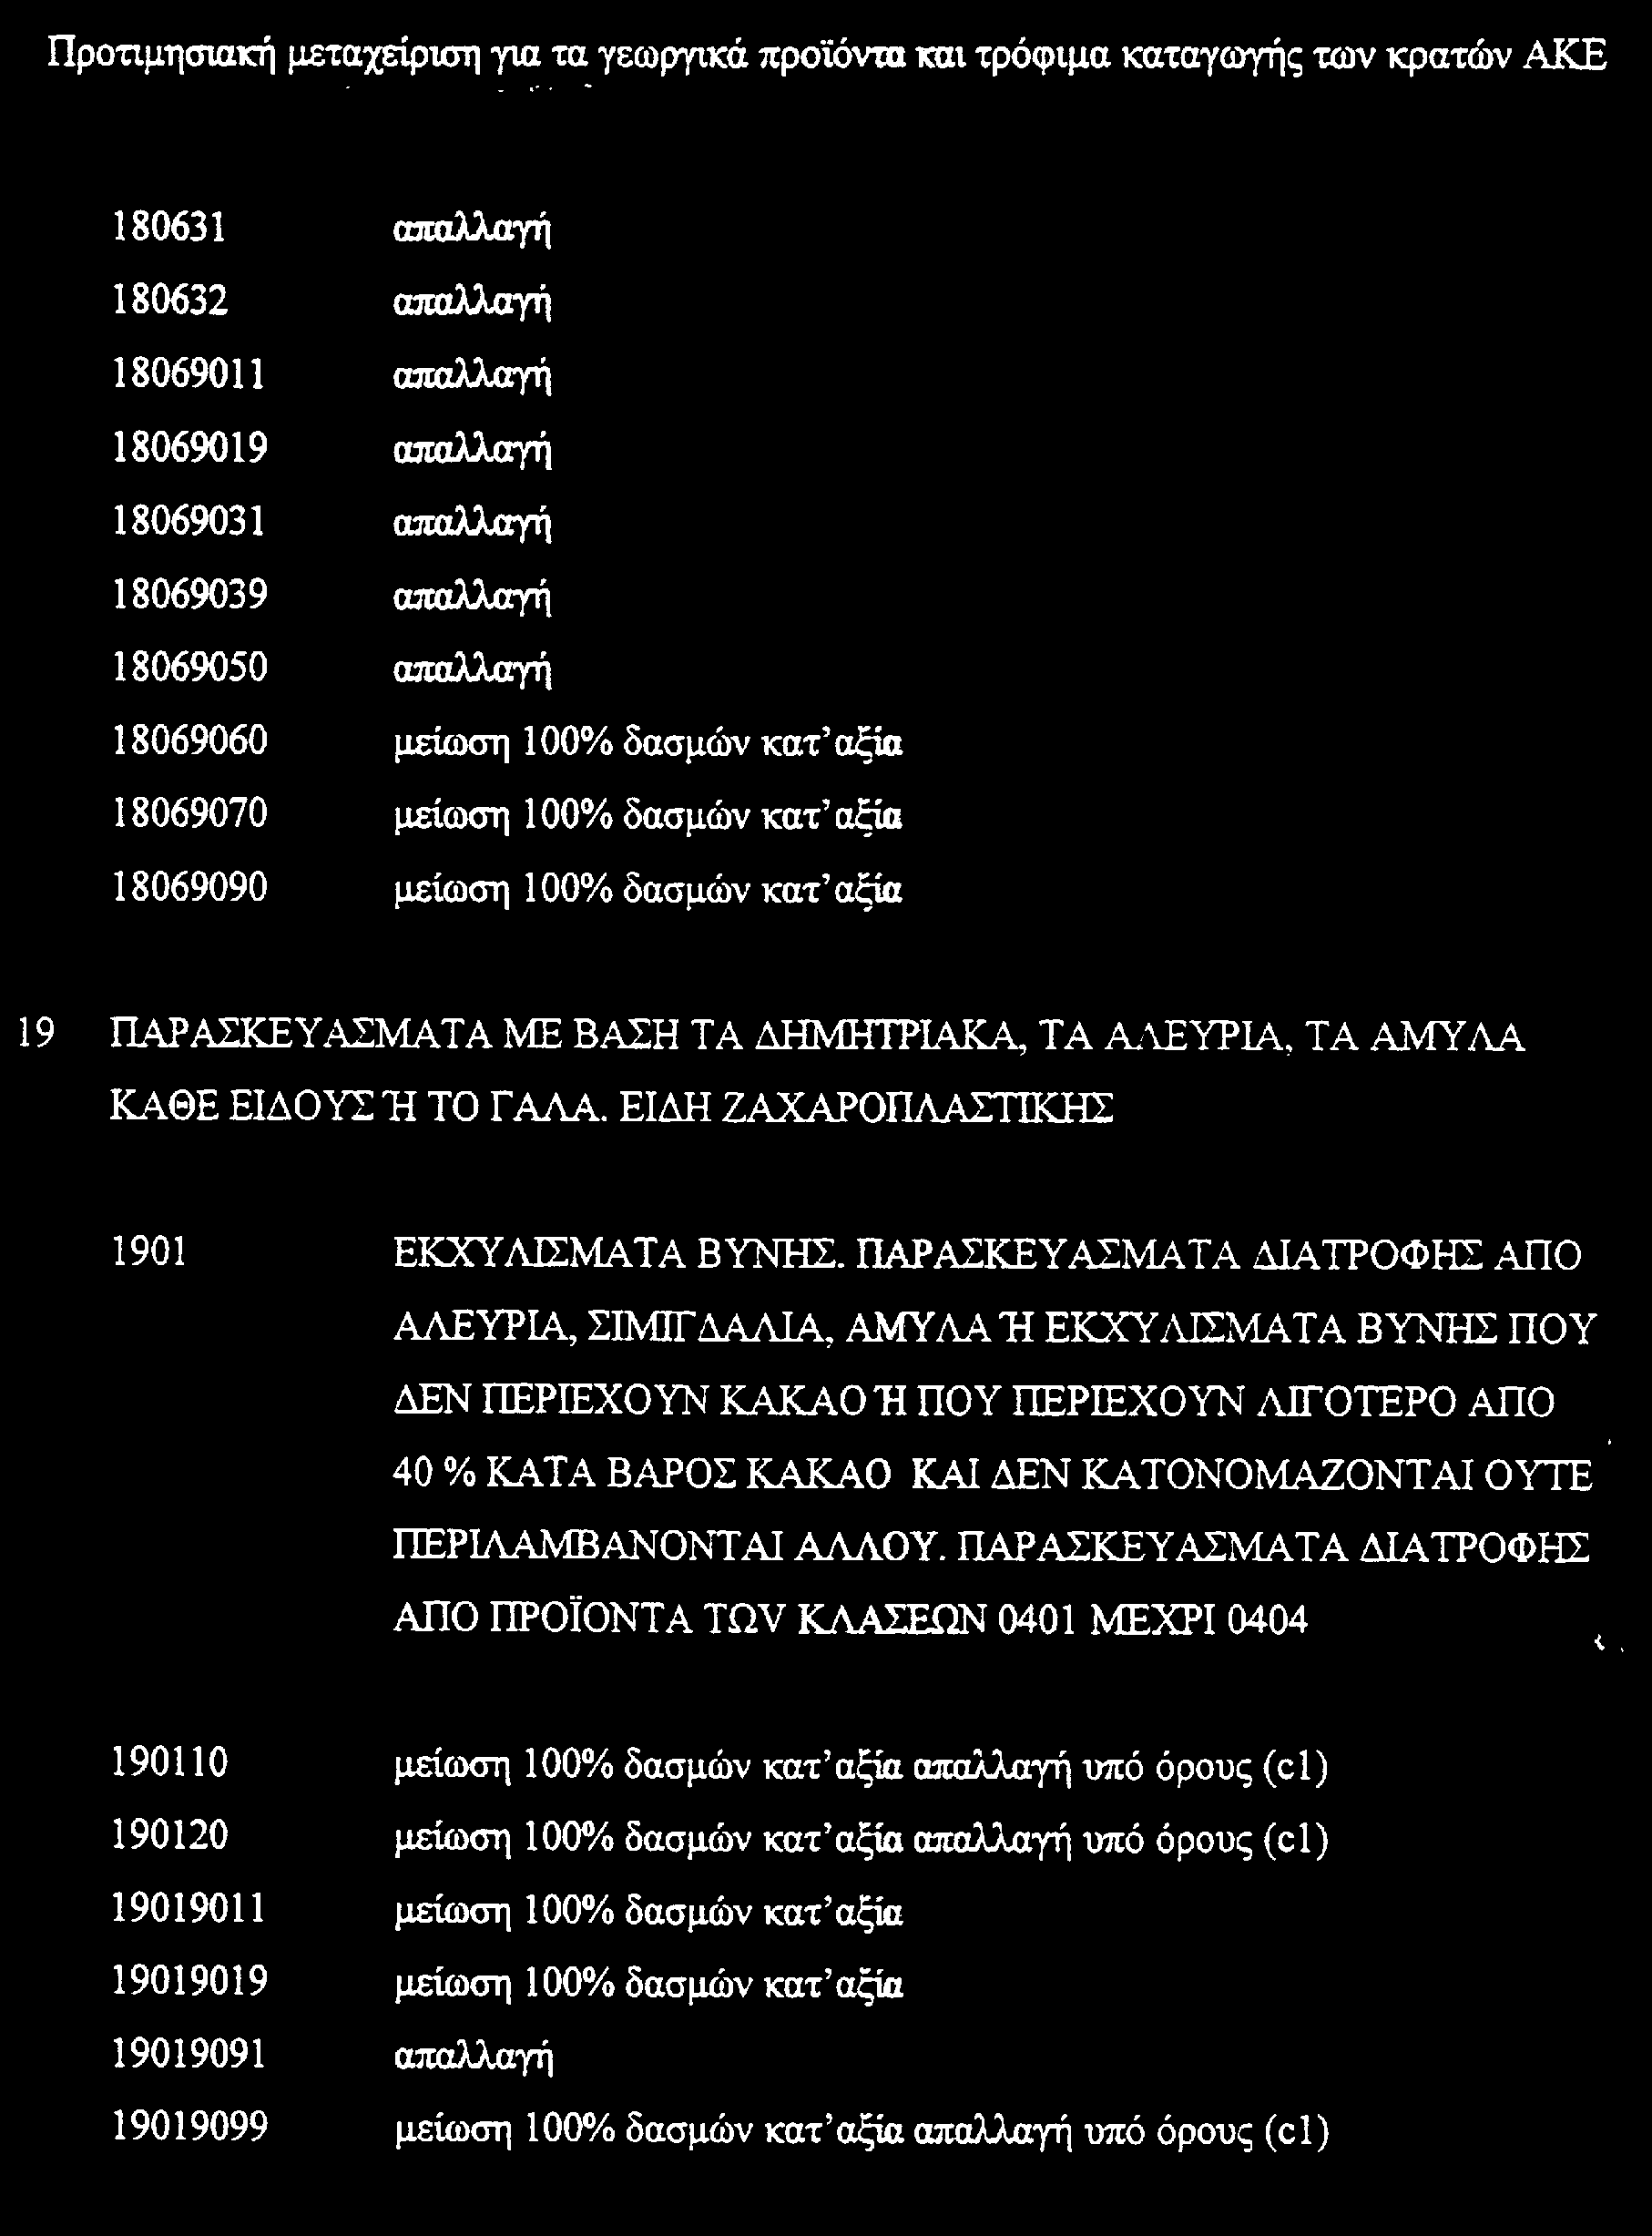 Προτιμησιακή μεταχείριση για τα γεωργικά προϊόντα και τρόφιμα καταγωγής των κρατών ΑΚΕ
180631 απαλλαγή
180632 απαλλαγή
18069011 απαλλαγή
18069019 απαλλαγή
18069031 απαλλαγή
18069039 απαλλαγή
18069050 απαλλαγή
18069060 μείωση 100% δασμών κατ’αξία
18069070 μείωση 100% δασμών κατ’αξία
18069090 μείωση 100% δασμών κατ’αξία
19 ΠΑΡΑΣΚΕΥΑΣΜΑΤΑ ΜΕ ΒΑΣΗ ΤΑ ΔΗΜΗΤΡΙΑΚΑ, ΤΑ ΑΛΕΥΡΙΑ, ΤΑ ΑΜΥΛΑ
ΚΑΘΕ ΕΙΔΟΥΣ Ή ΤΟ ΓΑΛΑ. ΕΙΔΗ ΖΑΧΑΡΟΠΛΑΣΤΙΚΗΣ
1901 ΕΚΧΥΛΙΣΜΑΤΑ ΒΥΝΗΣ. ΠΑΡΑΣΚΕΥΑΣΜΑΤΑ ΔΙΑΤΡΟΦΗΣ ΑΠΟ
ΑΛΕΥΡΙΑ, ΣΙΜΙΓΔΑΛΙΑ, ΑΜΥΛΑ Ή ΕΚΧΥΛΙΣΜΑΤΑ ΒΥΝΗΣ ΠΟΥ
ΔΕΝ ΠΕΡΙΕΧΟΥΝ ΚΑΚΑΟ Ή ΠΟΥ ΠΕΡΙΕΧΟΥΝ ΛΙΓΟΤΕΡΟ ΑΠΟ
40 % ΚΑΤΑ ΒΑΡΟΣ ΚΑΚΑΟ ΚΑΙ ΔΕΝ ΚΑΤΟΝΟΜΑΖΟΝΤΑΙ ΟΥΤΕ
ΠΕΡΙΛΑΜΒΑΝΟΝΤΑΙ ΑΛΛΟΥ. ΠΑΡΑΣΚΕΥΑΣΜΑΤΑ ΔΙΑΤΡΟΦΗΣ
ΑΠΟ ΠΡΟΪΟΝΤΑ ΤΩV ΚΛΑΣΕΩΝ 0401 ΜΕΧΡΙ 0404
190110 μείωση 100% δασμών κατ’αξία απαλλαγή υπό όρους (c1)
190120 μείωση 100% δασμών κατ’αξία απαλλαγή υπό όρους (c1)
19019011 μείωση 100% δασμών κατ’αξία
19019019 μείωση 100% δασμών κατ’αξία
19019091 απαλλαγή
19019099 μείωση 100% δασμών κατ’αξία απαλλαγή υπό όρους (c1)